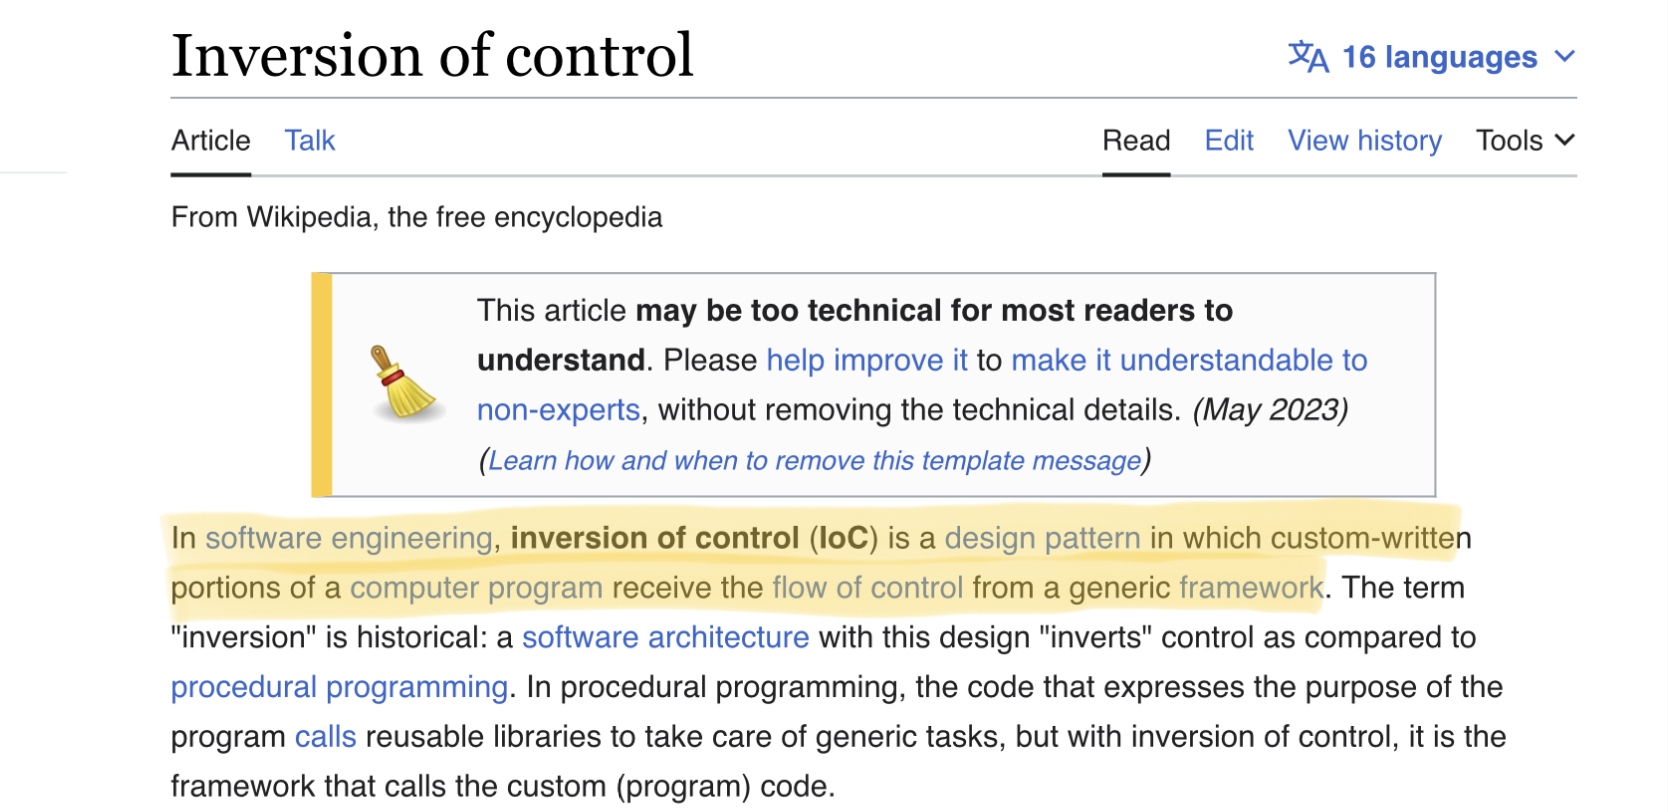 Inversion of control
16 languages
Article Talk Read Edit View history Tools
From Wikipedia, the free encyclopedia
This article may be too technical for most readers to
understand. Please help improve it to make it understandable to
non-experts, without removing the technical details. (May 2023)
(Learn how and when to remove this template message)
In software engineering, inversion of control (IoC) is a design pattern in which custom-written
portions of a computer program receive the flow of control from a generic framework. The term
"inversion" is historical: a software architecture with this design "inverts" control as compared to
procedural programming. In procedural programming, the code that expresses the purpose of the
program calls reusable libraries to take care of generic tasks, but with inversion of control, it is the
framework that calls the custom (program) code.